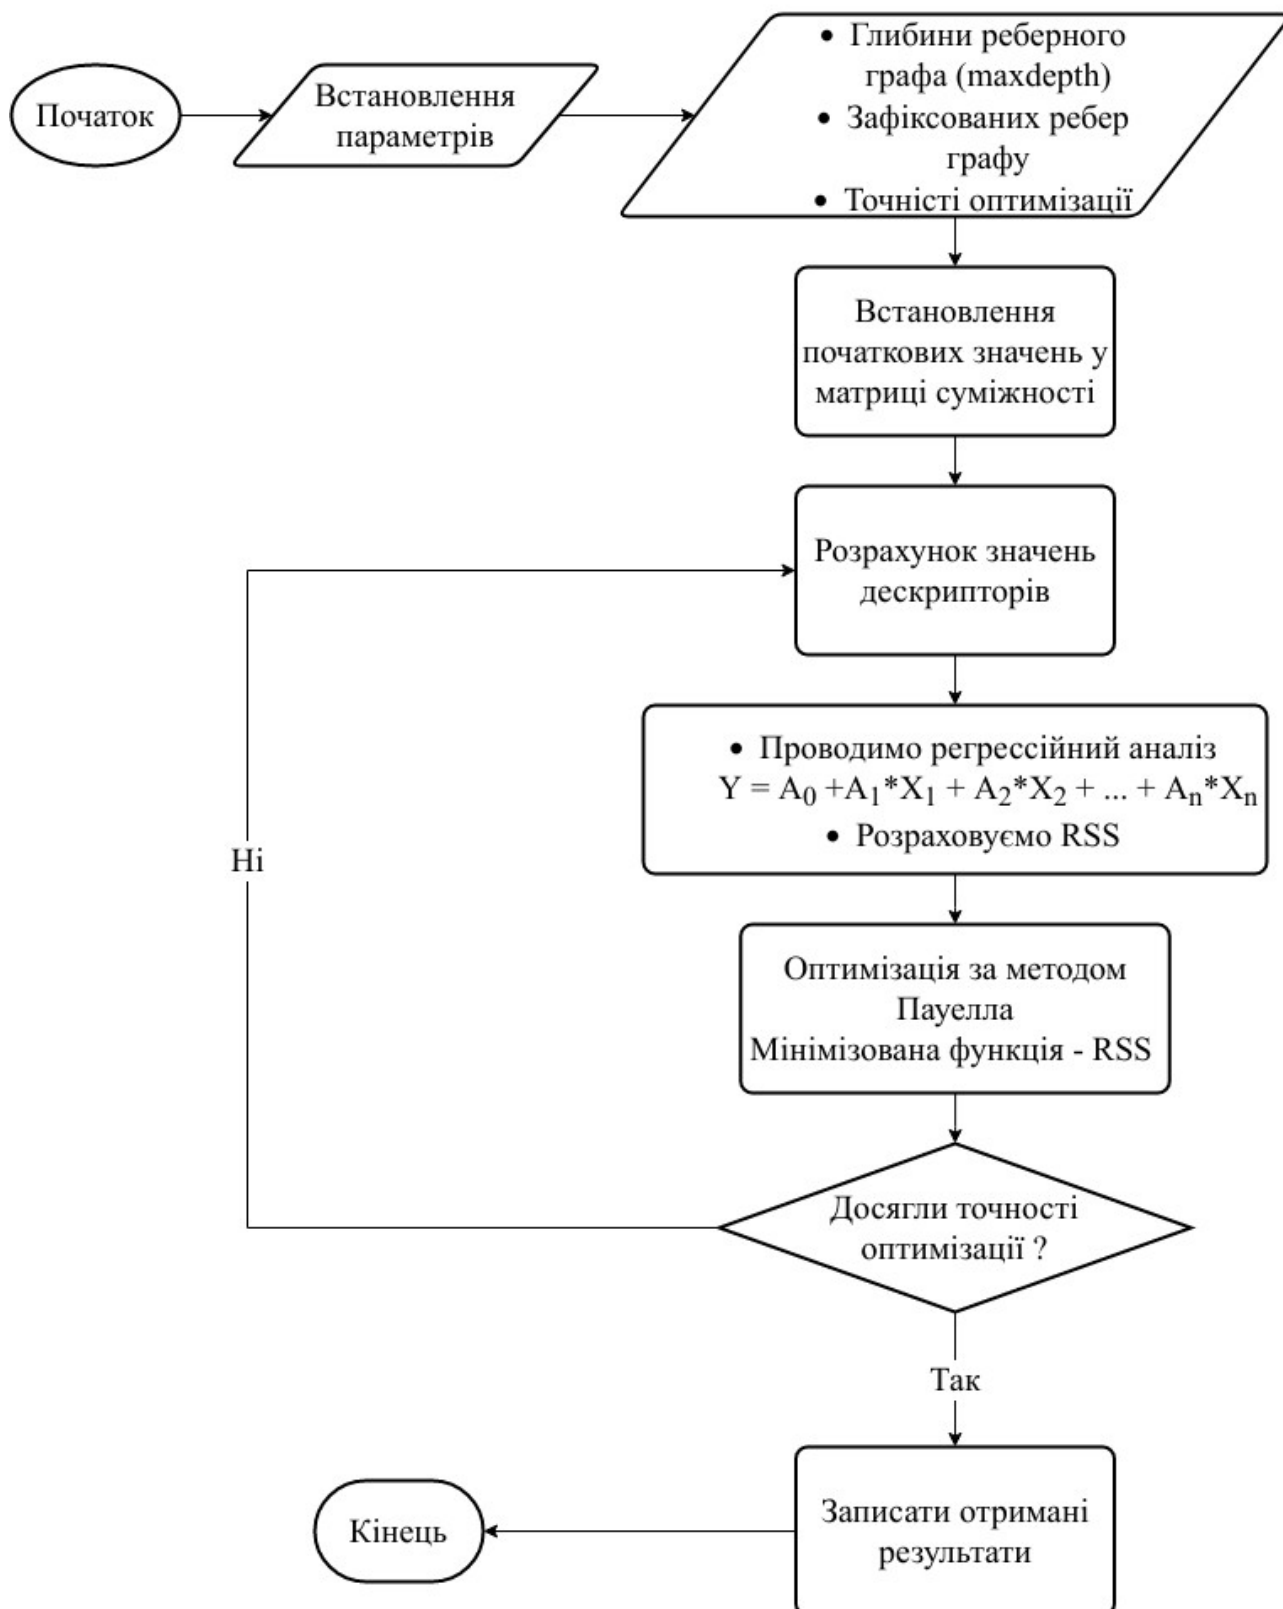 Початок
Встановлення
параметрів
• Глибини реберного
графа (maxdepth)
• Зафіксованих ребер
графу
• Точністі оптимізації
Встановлення
початкових значень у
матриці суміжності
Розрахунок значень
дескрипторів
• Проводимо регрессійний аналіз
Y = A₀ +A₁*X₁ + A₂*X₂ + ... + Aₙ*Xₙ
• Розраховуємо RSS
Ні
Оптимізація за методом
Пауелла
Мінімізована функція - RSS
Досягли точності
оптимізації ?
Так
Записати отримані
результати
Кінець